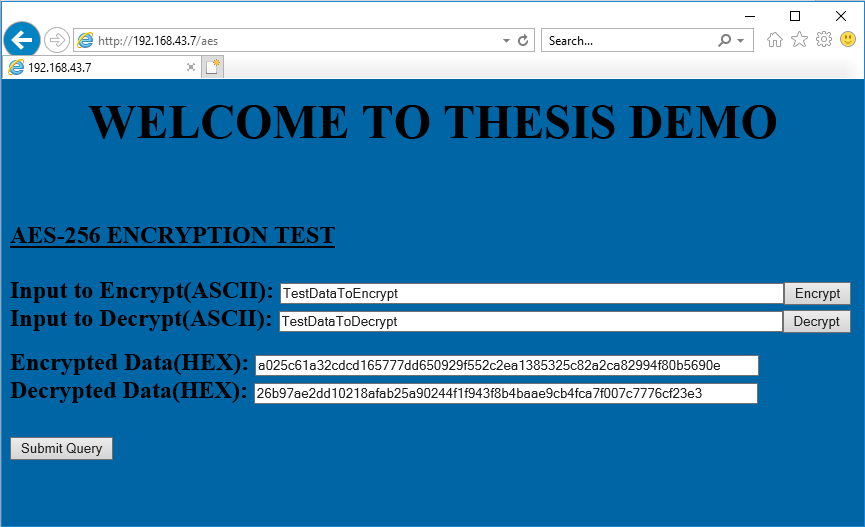 http://192.168.43.7/aes
Search...
192.168.43.7
WELCOME TO THESIS DEMO
AES-256 ENCRYPTION TEST
Input to Encrypt(ASCII): TestDataToEncrypt Encrypt
Input to Decrypt(ASCII): TestDataToDecrypt Decrypt
Encrypted Data(HEX): a025c61a32cdcd165777dd650929f552c2ea1385325c82a2ca82994f80b5690e
Decrypted Data(HEX): 26b97ae2dd10218afab25a90244f1f943f8b4baae9cb4fca7f007c7776cf23e3
Submit Query